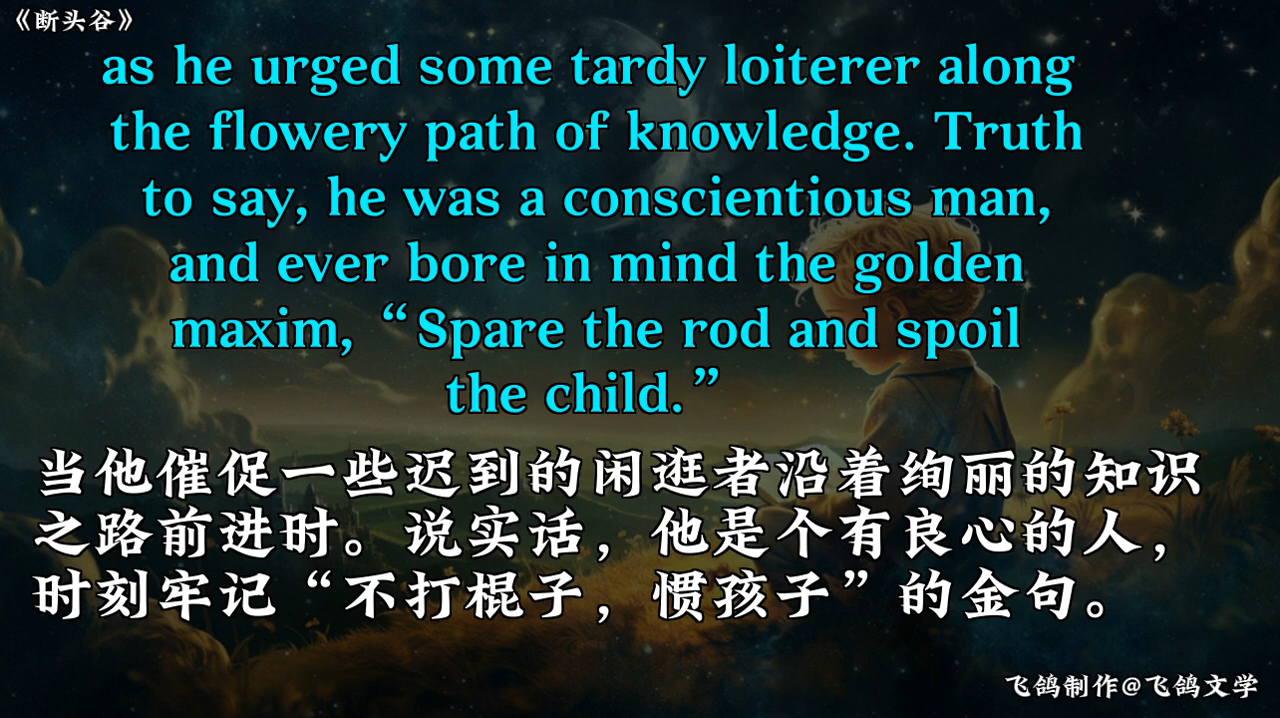 《断头谷》
as he urged some tardy loiterer along
the flowery path of knowledge. Truth
to say, he was a conscientious man,
and ever bore in mind the golden
maxim, “Spare the rod and spoil
the child.”
当他催促一些迟到的闲逛者沿着绚丽的知识
之路前进时。说实话，他是个有良心的人，
时刻牢记“不打棍子，惯孩子”的金句。
飞鸽制作@飞鸽文学